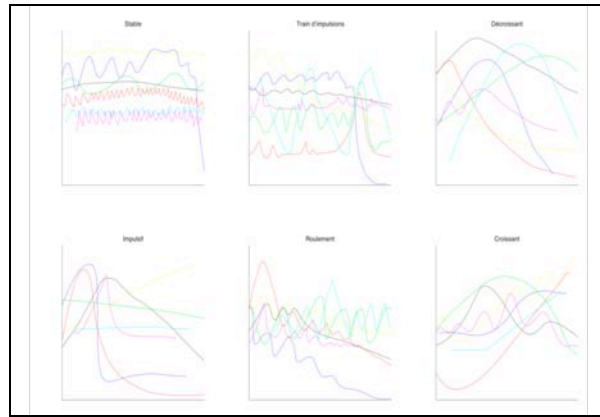 Stable
Train d'impulsions
Décroissant
Impulsif
Roulement
Croissant